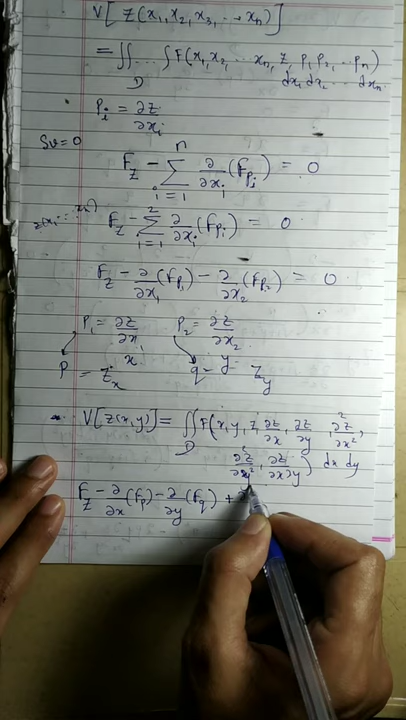 V[Z(x₁, x₂, x₃, ... xₙ)]
= ∬...∫ F(x₁, x₂ ... xₙ, z, p₁ p₂ .. pₙ)
D dx₁ dx₂ ... dxₙ
Pᵢ = ∂z/∂xᵢ
δv=0
F_z - Σ_{i=1}^{n} ∂/∂xᵢ (F_{pᵢ}) = 0
F_z - Σ_{i=1}^{2} ∂/∂xᵢ (F_{pᵢ}) = 0
F_z - ∂/∂x₁ (F_{p₁}) - ∂/∂x₂ (F_{p₂}) = 0
P₁ = ∂z/∂x₁ P₂ = ∂z/∂x₂
x y
P = z_x q = z_y
V[z(x,y)] = ∬ F(x, y, z, ∂z/∂x, ∂z/∂y, ∂²z/∂x²,
D ∂²z/∂y², ∂²z/∂x∂y) dx dy
F_z - ∂/∂x (F_p) - ∂/∂y (F_q) +